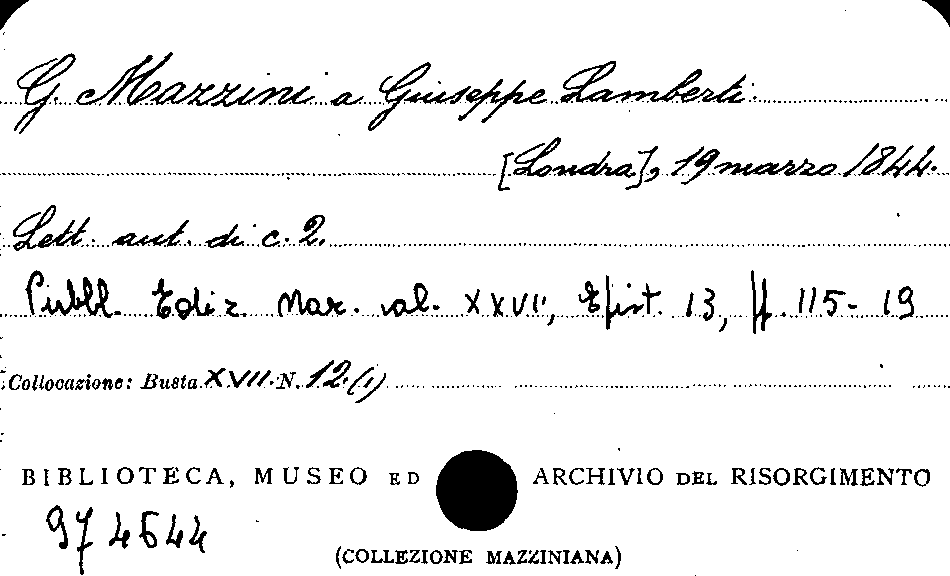 G. Mazzini a Giuseppe Lamberti.
[Londra], 19 marzo 1844.
Lett. aut. di c. 2.
Pubbl. Ediz. Naz. vol. XXVI, Epist. 13, pp. 115-19
Collocazione: Busta XVII. N. 12.(1)
BIBLIOTECA, MUSEO ED ARCHIVIO DEL RISORGIMENTO
974644
(COLLEZIONE MAZZINIANA)